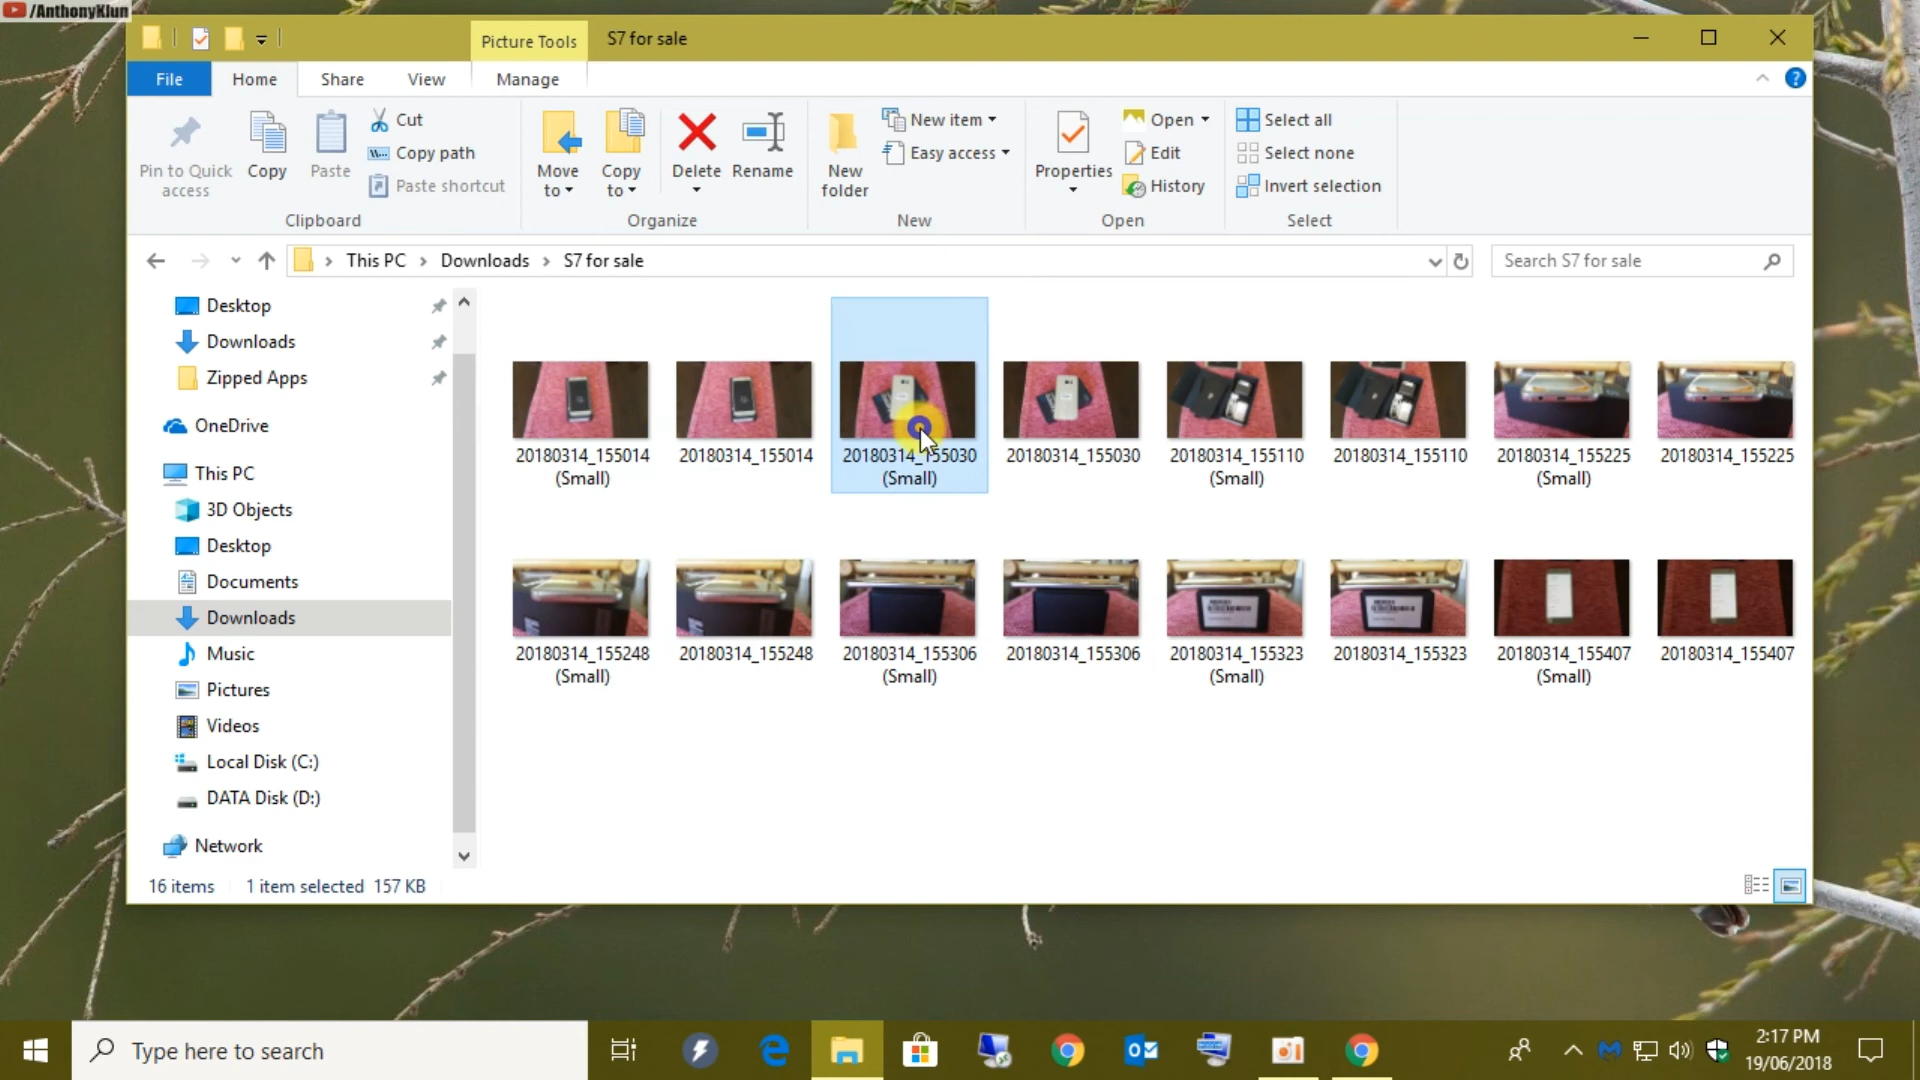 /AnthonyKlun
Picture Tools
S7 for sale
File
Home
Share
View
Manage
Pin to Quick access
Copy
Paste
Cut
Copy path
Paste shortcut
Clipboard
Move to
Copy to
Delete
Rename
Organize
New folder
New item
Easy access
New
Properties
Open
Edit
History
Open
Select all
Select none
Invert selection
Select
This PC
Downloads
S7 for sale
Search S7 for sale
Desktop
Downloads
Zipped Apps
OneDrive
This PC
3D Objects
Desktop
Documents
Downloads
Music
Pictures
Videos
Local Disk (C:)
DATA Disk (D:)
Network
20180314_155014 (Small)
20180314_155014
20180314_155030 (Small)
20180314_155030
20180314_155110 (Small)
20180314_155110
20180314_155225 (Small)
20180314_155225
20180314_155248 (Small)
20180314_155248
20180314_155306 (Small)
20180314_155306
20180314_155323 (Small)
20180314_155323
20180314_155407 (Small)
20180314_155407
16 items
1 item selected 157 KB
Type here to search
2:17 PM
19/06/2018